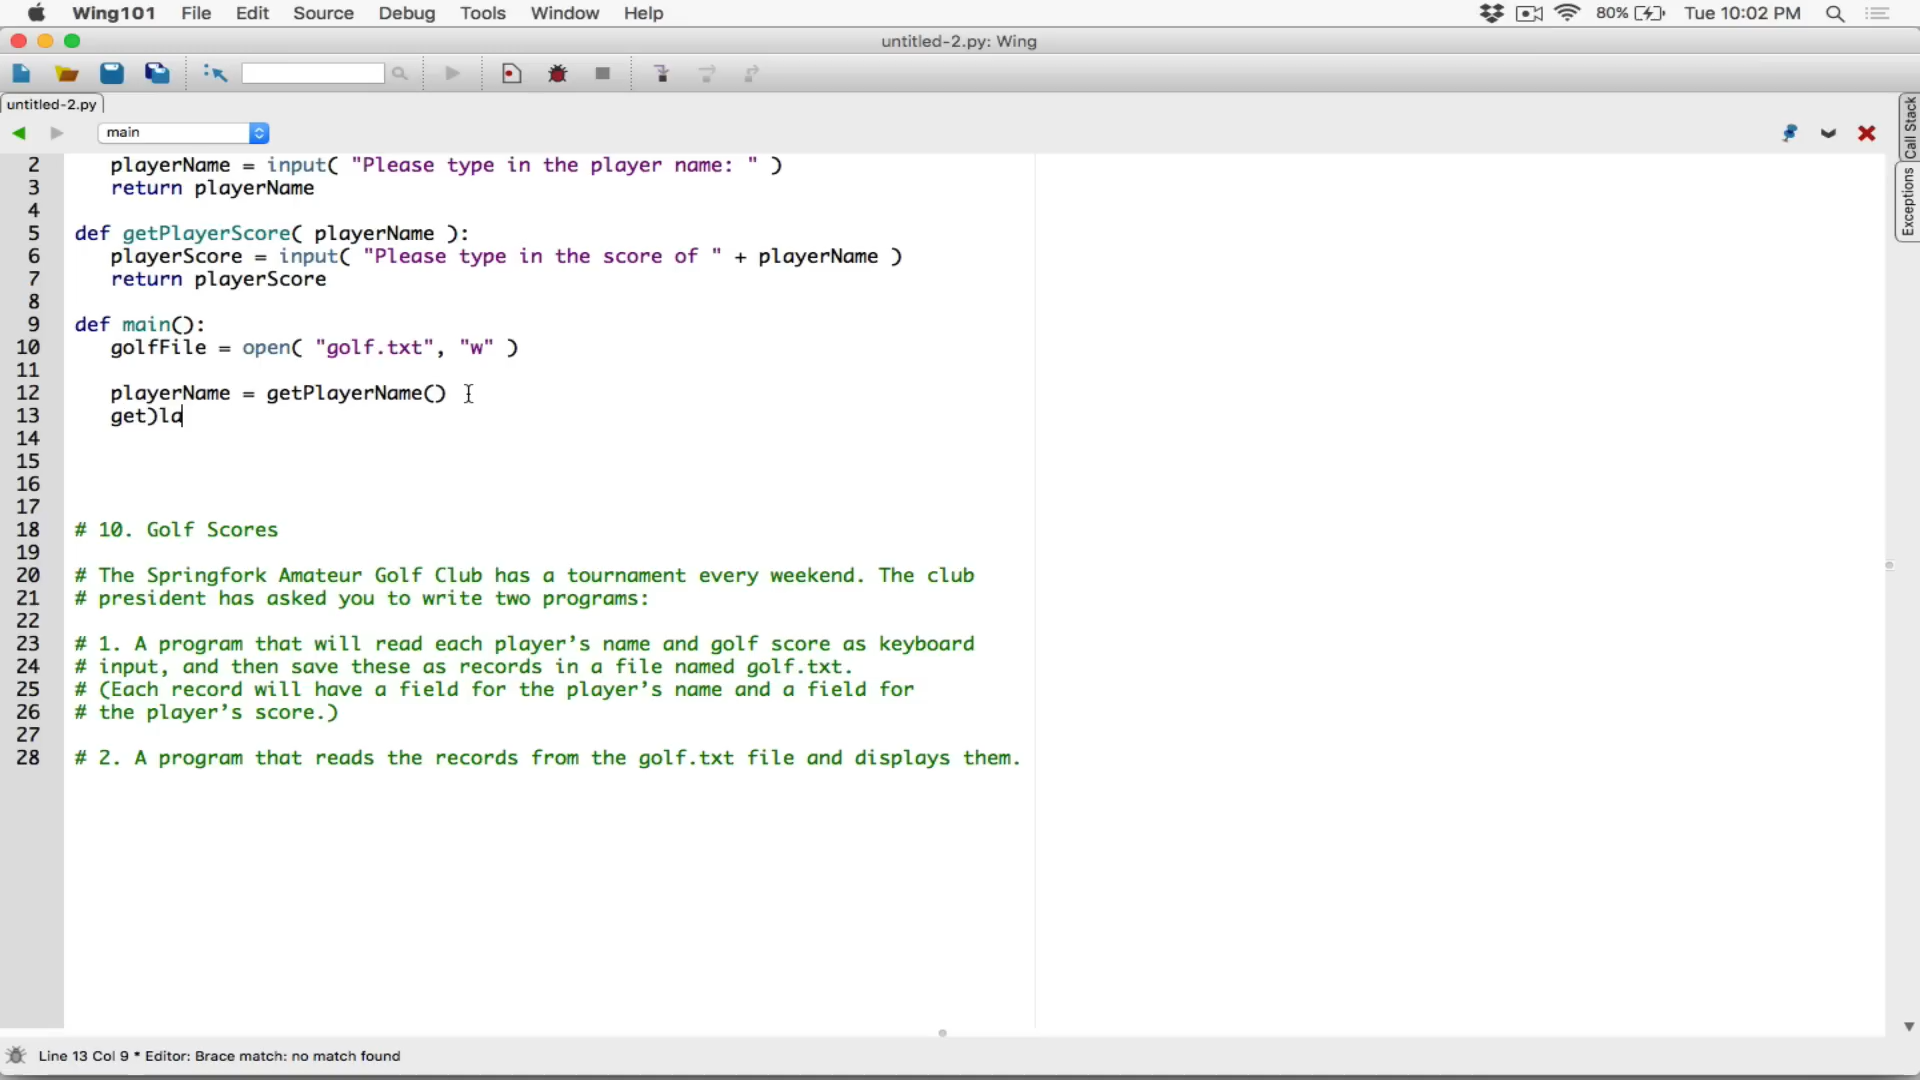 Wing101 File Edit Source Debug Tools Window Help 80% Tue 10:02 PM
untitled-2.py: Wing
untitled-2.py
main
Call Stack
Exceptions
2 playerName = input( "Please type in the player name: " )
3 return playerName
4
5 def getPlayerScore( playerName ):
6 playerScore = input( "Please type in the score of " + playerName )
7 return playerScore
8
9 def main():
10 golfFile = open( "golf.txt", "w" )
11
12 playerName = getPlayerName()
13 get)la
14
15
16
17
18 # 10. Golf Scores
19
20 # The Springfork Amateur Golf Club has a tournament every weekend. The club
21 # president has asked you to write two programs:
22
23 # 1. A program that will read each player’s name and golf score as keyboard
24 # input, and then save these as records in a file named golf.txt.
25 # (Each record will have a field for the player’s name and a field for
26 # the player’s score.)
27
28 # 2. A program that reads the records from the golf.txt file and displays them.
Line 13 Col 9 * Editor: Brace match: no match found